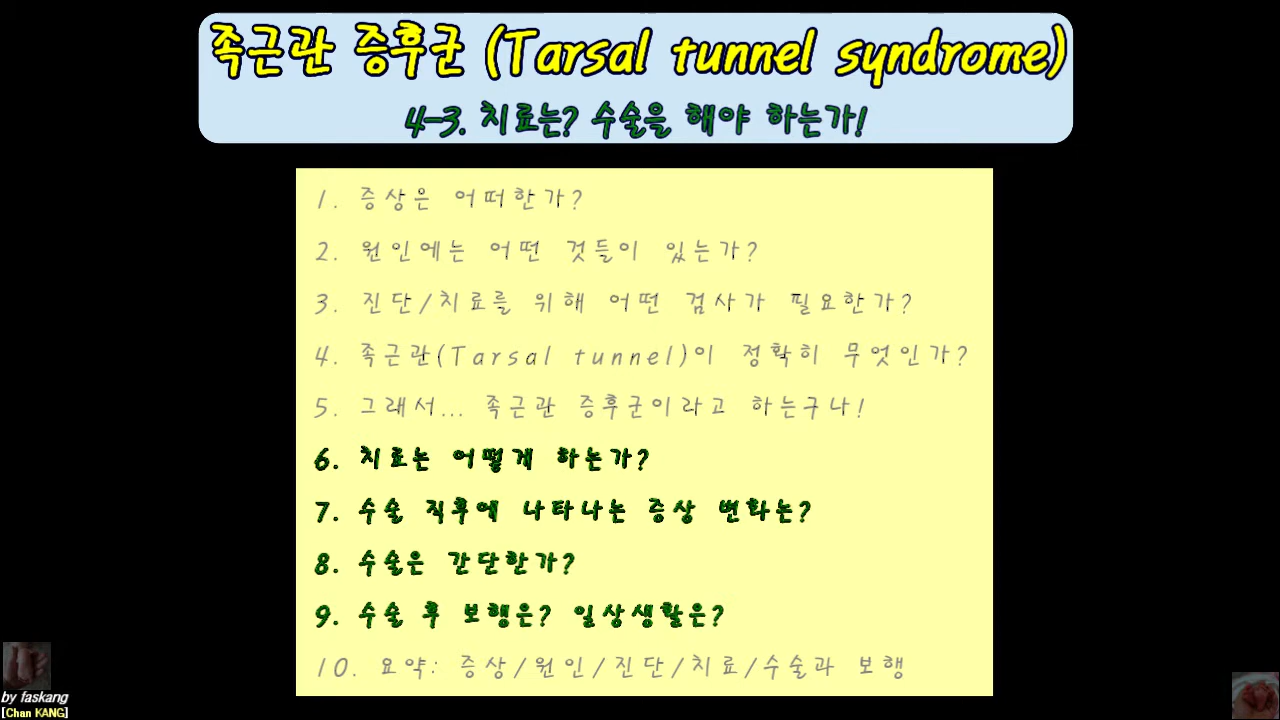 족근관 증후군 (Tarsal tunnel syndrome)
4-3. 치료는? 수술을 해야 하는가!
1. 증상은 어떠한가?
2. 원인에는 어떤 것들이 있는가?
3. 진단/치료를 위해 어떤 검사가 필요한가?
4. 족근관(Tarsal tunnel)이 정확히 무엇인가?
5. 그래서... 족근관 증후군이라고 하는구나!
6. 치료는 어떻게 하는가?
7. 수술 직후에 나타나는 증상 변화는?
8. 수술은 간단한가?
9. 수술 후 보행은? 일상생활은?
10. 요약: 증상/원인/진단/치료/수술과 보행
by faskang
[Chan KANG]